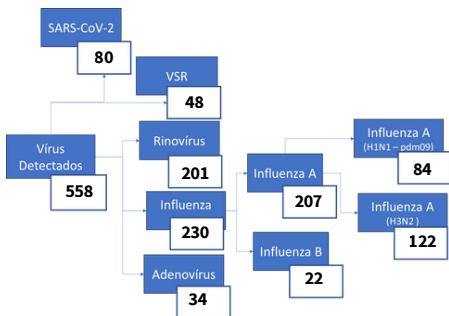 SARS-CoV-2
80
VSR
48
Vírus
Detectados
558
Rinovírus
201
Influenza
230
Adenovírus
34
Influenza A
207
Influenza B
22
Influenza A
(H1N1 – pdm09)
84
Influenza A
(H3N2 )
122